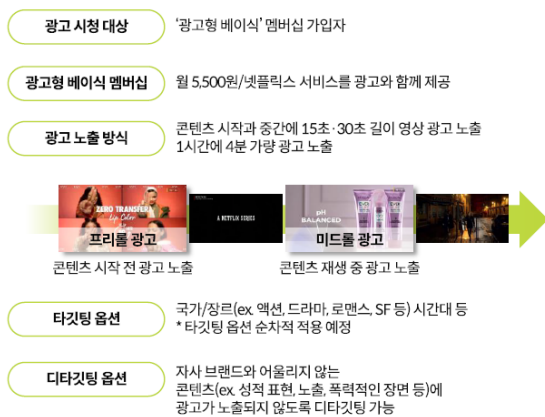 광고 시청 대상
‘광고형 베이식’ 멤버십 가입자
광고형 베이식 멤버십
월 5,500원/넷플릭스 서비스를 광고와 함께 제공
광고 노출 방식
콘텐츠 시작과 중간에 15초·30초 길이 영상 광고 노출
1시간에 4분 가량 광고 노출
ZERO TRANSFER
Lip Color
프리롤 광고
A NETFLIX SERIES
pH
BALANCED
미드롤 광고
콘텐츠 시작 전 광고 노출
콘텐츠 재생 중 광고 노출
타깃팅 옵션
국가/장르(ex. 액션, 드라마, 로맨스, SF 등) 시간대 등
* 타깃팅 옵션 순차적 적용 예정
디타깃팅 옵션
자사 브랜드와 어울리지 않는
콘텐츠(ex. 성적 표현, 노출, 폭력적인 장면 등)에
광고가 노출되지 않도록 디타깃팅 가능